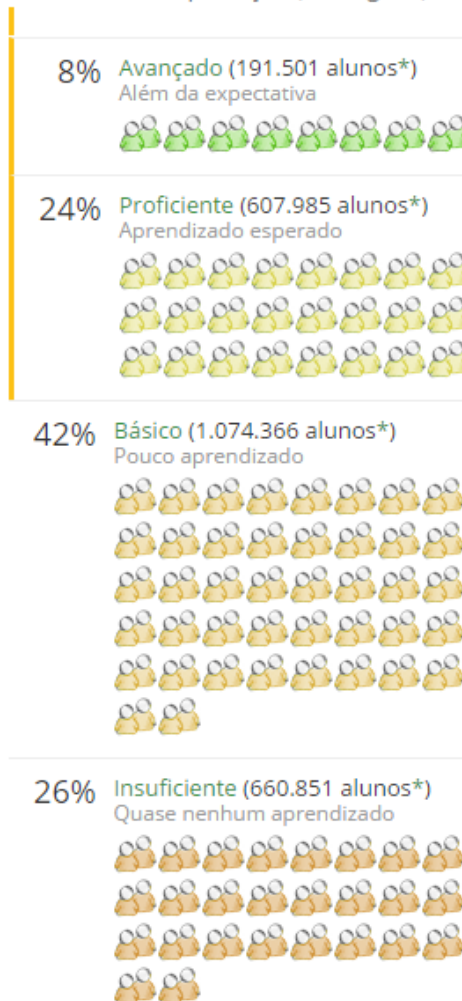 8% Avançado (191.501 alunos*)
Além da expectativa
24% Proficiente (607.985 alunos*)
Aprendizado esperado
42% Básico (1.074.366 alunos*)
Pouco aprendizado
26% Insuficiente (660.851 alunos*)
Quase nenhum aprendizado